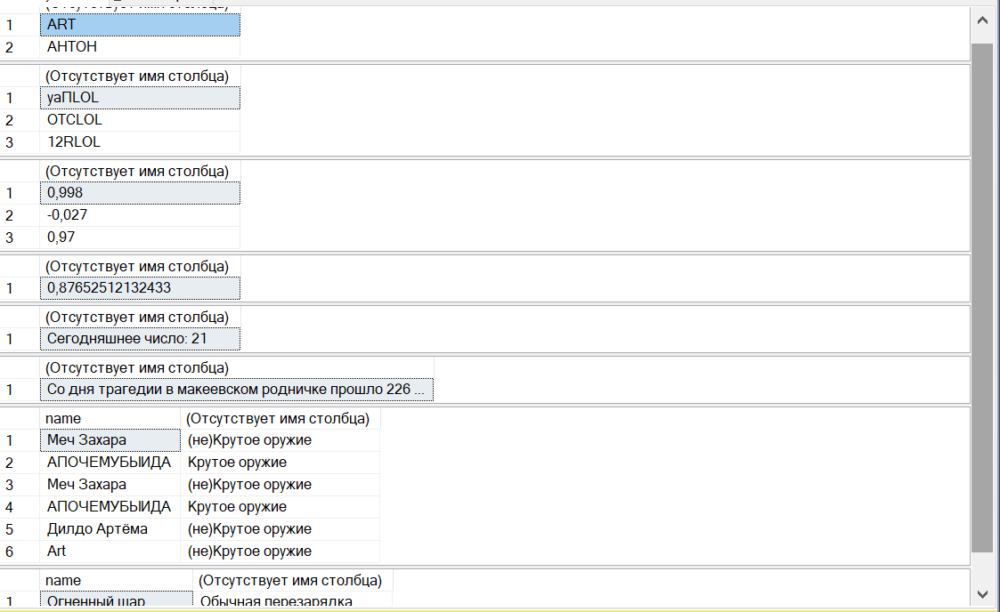 (Отсутствует имя столбца)
1 ART
2 АНТОН
(Отсутствует имя столбца)
1 уаПLOL
2 ОТСLOL
3 12RLOL
(Отсутствует имя столбца)
1 0,998
2 -0,027
3 0,97
(Отсутствует имя столбца)
1 0,87652512132433
(Отсутствует имя столбца)
1 Сегодняшнее число: 21
(Отсутствует имя столбца)
1 Со дня трагедии в макеевском родничке прошло 226 ...
name (Отсутствует имя столбца)
1 Меч Захара (не)Крутое оружие
2 АПОЧЕМУБЫИДА Крутое оружие
3 Меч Захара (не)Крутое оружие
4 АПОЧЕМУБЫИДА Крутое оружие
5 Дилдо Артёма (не)Крутое оружие
6 Art (не)Крутое оружие
name (Отсутствует имя столбца)
1 Огненный шар Обычная перезарядка